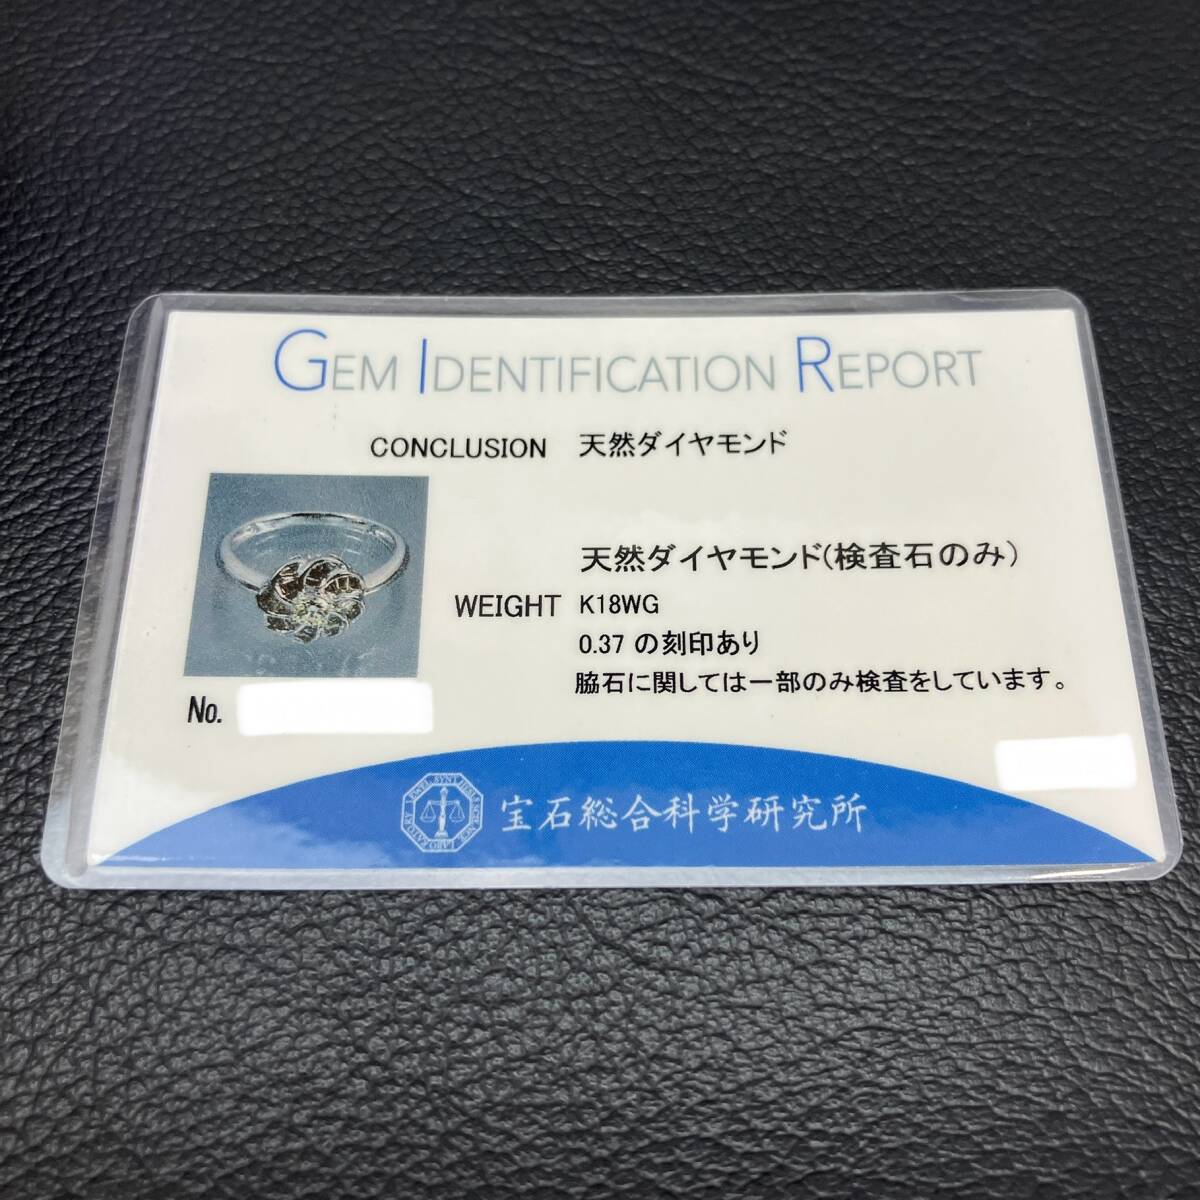 GEM IDENTIFICATION REPORT
CONCLUSION 天然ダイヤモンド
天然ダイヤモンド(検査石のみ)
WEIGHT K18WG
0.37 の刻印あり
脇石に関しては一部のみ検査をしています。
No.
宝石総合科学研究所